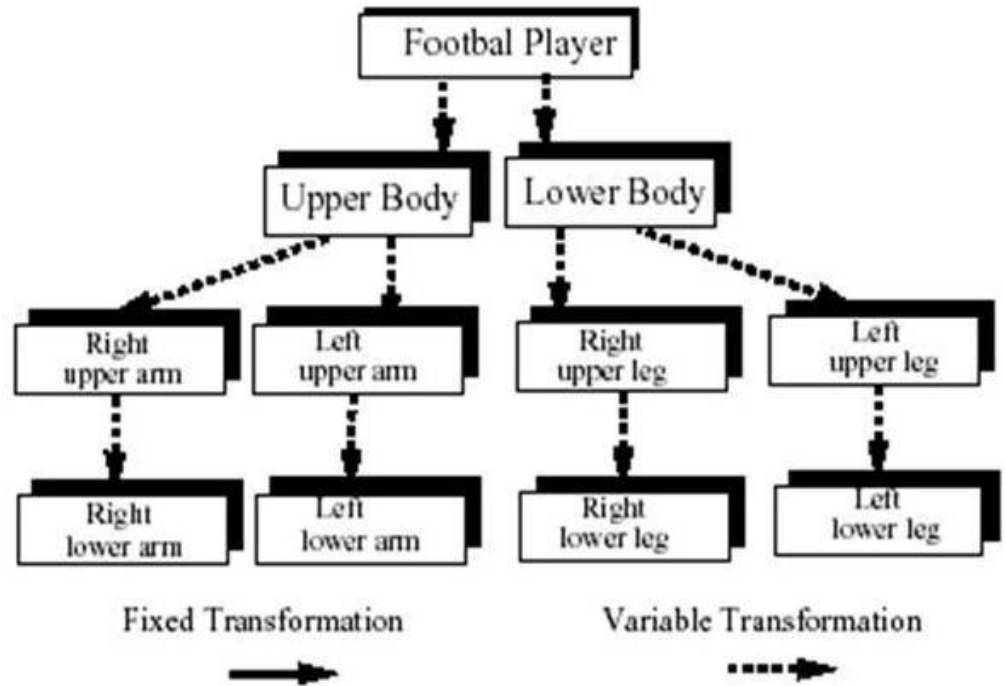 Footbal Player
Upper Body
Lower Body
Right
upper arm
Left
upper arm
Right
upper leg
Left
upper leg
Right
lower arm
Left
lower arm
Right
lower leg
Left
lower leg
Fixed Transformation
Variable Transformation